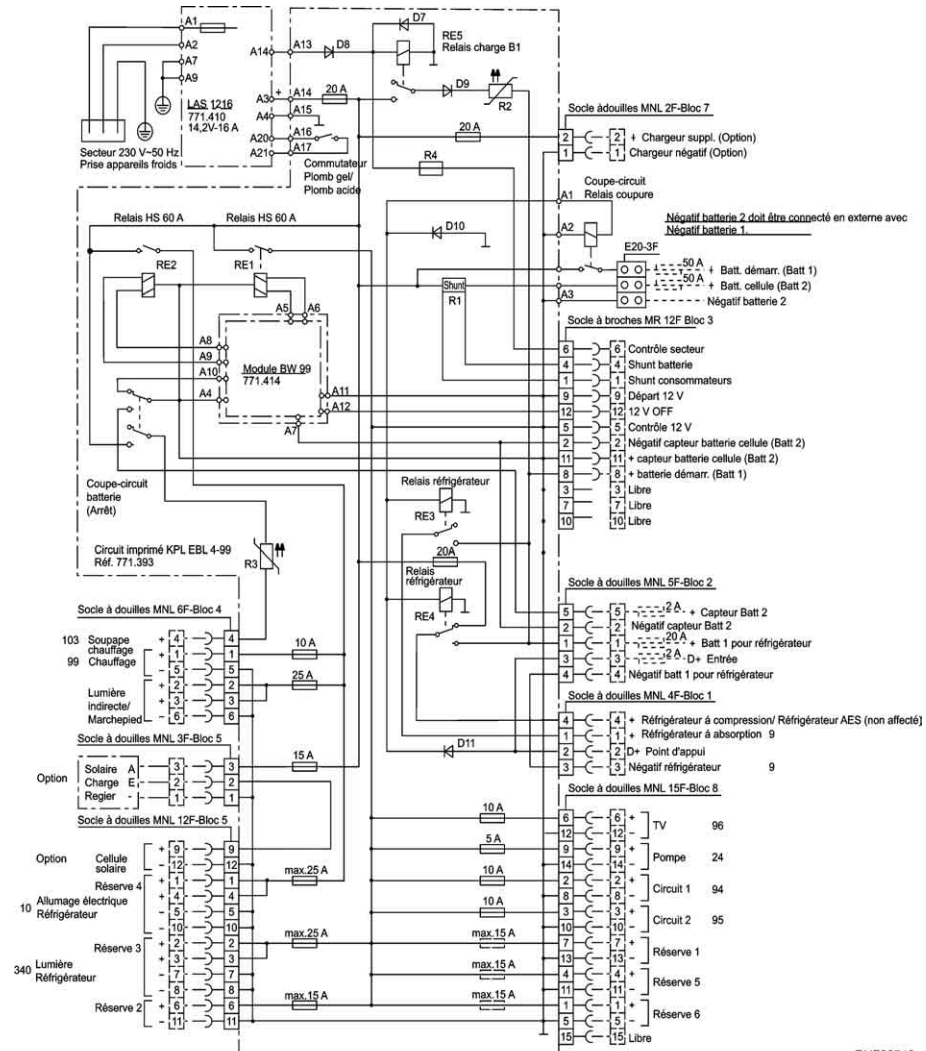 A1
A2
A7
A9
A14
A3 +
A4
A20
A21
LAS 1216
771.410
14,2V-16 A
Secteur 230 V~50 Hz
Prise appareils froids
A13
A14
A15
A16
A17
D8
D7
RE5
Relais charge B1
D9
R2
20 A
Commutateur
Plomb gel/
Plomb acide
20 A
R4
Socle àdouilles MNL 2F-Bloc 7
2 2 + Chargeur suppl. (Option)
1 1 Chargeur négatif (Option)
Coupe-circuit
Relais coupure
A1
A2
A3
Négatif batterie 2 doit être connecté en externe avec
Négatif batterie 1.
E20-3F
50 A + Batt. démarr. (Batt 1)
50 A + Batt. cellule (Batt 2)
Négatif batterie 2
D10
Shunt
R1
Relais HS 60 A
Relais HS 60 A
RE2
RE1
A5 A6
A8
A9
A10
A4
A7
A11
A12
Module BW 99
771.414
Socle à broches MR 12F Bloc 3
6 6 Contrôle secteur
4 4 Shunt batterie
1 1 Shunt consommateurs
9 9 Départ 12 V
12 12 12 V OFF
5 5 Contrôle 12 V
2 2 Négatif capteur batterie cellule (Batt 2)
11 11 + capteur batterie cellule (Batt 2)
8 8 + batterie démarr. (Batt 1)
3 3 Libre
7 7 Libre
10 10 Libre
Coupe-circuit
batterie
(Arrêt)
Circuit imprimé KPL EBL 4-99
Réf. 771.393
R3
Relais réfrigérateur
RE3
20A
Relais
réfrigérateur
RE4
D11
Socle à douilles MNL 5F-Bloc 2
5 5 2 A + Capteur Batt 2
2 2 Négatif capteur Batt 2
1 1 20 A + Batt 1 pour réfrigérateur
3 3 2 A D+ Entrée
4 4 Négatif batt 1 pour réfrigérateur
Socle à douilles MNL 4F-Bloc 1
4 4 + Réfrigérateur á compression/ Réfrigérateur AES (non affecté)
1 1 + Réfrigérateur á absorption 9
2 2 D+ Point d'appui
3 3 Négatif réfrigérateur 9
Socle à douilles MNL 6F-Bloc 4
103 Soupape
chauffage
99 Chauffage
Lumière
indirecte/
Marchepied
+ 4 4
+ 1 1
- 5 5
+ 2 2
+ 3 3
- 6 6
10 A
25 A
Socle à douilles MNL 3F-Bloc 5
Option
Solaire A 3 3
Charge E 2 2
Regier - 1 1
15 A
Socle à douilles MNL 12F-Bloc 5
Option Cellule
solaire
+ 9 9
- 12 12
Réserve 4 + 1 1
+ 4 4
10 Allumage électrique
Réfrigérateur
- 5 5
- 10 10
Réserve 3 + 2 2
+ 3 3
340 Lumière
Réfrigérateur
- 7 7
- 8 8
Réserve 2 + 6 6
- 11 11
max.25 A
max.25 A
max.15 A
Socle à douilles MNL 15F-Bloc 8
10 A
5 A
10 A
10 A
max.15 A
max.15 A
max.15 A
6 6 +
12 12 -
TV 96
9 9 +
14 14 -
Pompe 24
2 2 +
8 8 -
Circuit 1 94
3 3 +
10 10 -
Circuit 2 95
7 7 +
13 13 -
Réserve 1
4 4 +
11 11 -
Réserve 5
1 1 +
5 5 -
Réserve 6
15 15 Libre